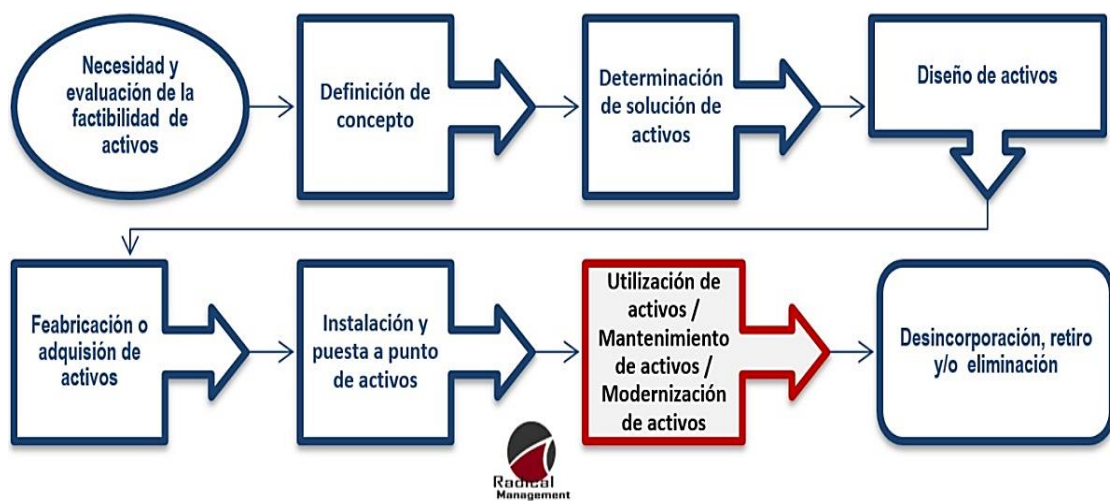 Necesidad y
evaluación de la
factibilidad de
activos
Definición de
concepto
Determinación
de solución de
activos
Diseño de activos
Feabricación o
adquisión de
activos
Instalación y
puesta a punto
de activos
Utilización de
activos /
Mantenimiento
de activos /
Modernización
de activos
Desincorporación, retiro
y/o eliminación
Radical
Management